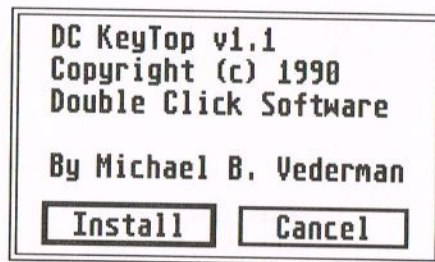 DC KeyTop v1.1
Copyright (c) 1990
Double Click Software
By Michael B. Vederman
Install
Cancel